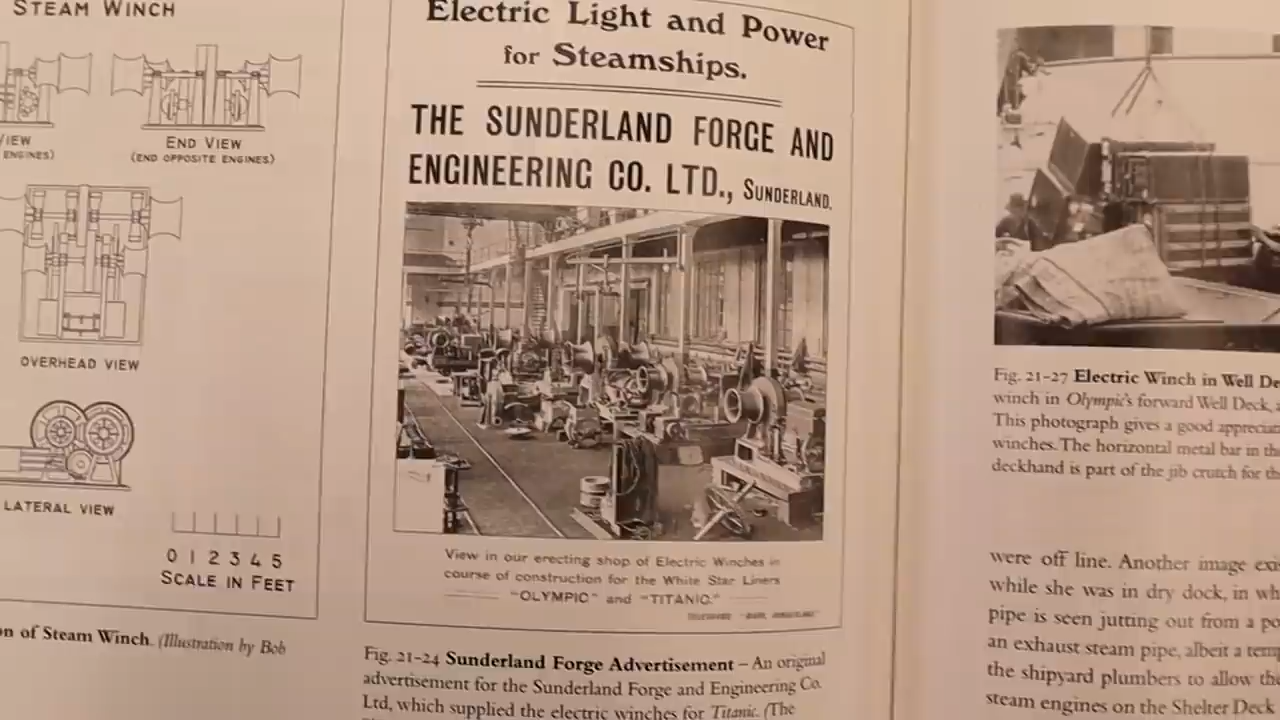 STEAM WINCH
VIEW
END VIEW
ENGINES)
(END OPPOSITE ENGINES)
OVERHEAD VIEW
LATERAL VIEW
0 1 2 3 4 5
SCALE IN FEET
on of Steam Winch. (Illustration by Bob
Electric Light and Power
for Steamships.
THE SUNDERLAND FORGE AND
ENGINEERING CO. LTD., SUNDERLAND.
View in our erecting shop of Electric Winches in
course of construction for the White Star Liners
"OLYMPIC" and "TITANIC."
Fig. 21-24 Sunderland Forge Advertisement – An original
advertisement for the Sunderland Forge and Engineering Co.
Ltd, which supplied the electric winches for Titanic. (The
Fig. 21-27 Electric Winch in Well De
winch in Olympic's forward Well Deck,
This photograph gives a good appreciat
winches. The horizontal metal bar in the
deckhand is part of the jib crutch for th
were off line. Another image exi
while she was in dry dock, in wh
pipe is seen jutting out from a po
an exhaust steam pipe, albeit a temp
the shipyard plumbers to allow the
steam engines on the Shelter Deck